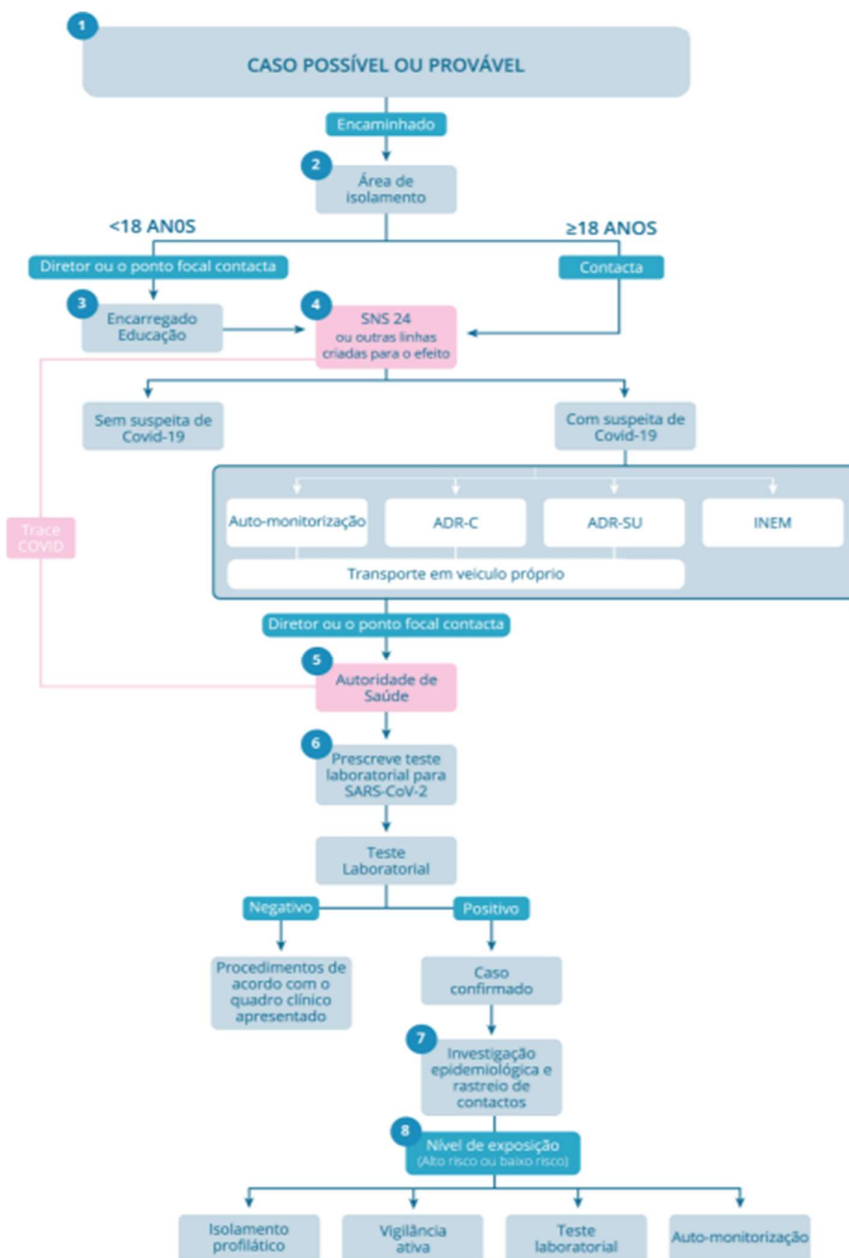 1
CASO POSSÍVEL OU PROVÁVEL
Encaminhado
2
Área de
isolamento
<18 AN0S
≥18 ANOS
Diretor ou o ponto focal contacta
Contacta
3
Encarregado
Educação
4
SNS 24
ou outras linhas
criadas para o efeito
Sem suspeita de
Covid-19
Com suspeita de
Covid-19
Trace
COVID
Auto-monitorização
ADR-C
ADR-SU
INEM
Transporte em veiculo próprio
Diretor ou o ponto focal contacta
5
Autoridade de
Saúde
6
Prescreve teste
laboratorial para
SARS-CoV-2
Teste
Laboratorial
Negativo
Positivo
Procedimentos de
acordo com o
quadro clínico
apresentado
Caso
confirmado
7
Investigação
epidemiológica e
rastreio de
contactos
8
Nível de exposição
(Alto risco ou baixo risco)
Isolamento
profilático
Vigilância
ativa
Teste
laboratorial
Auto-monitorização